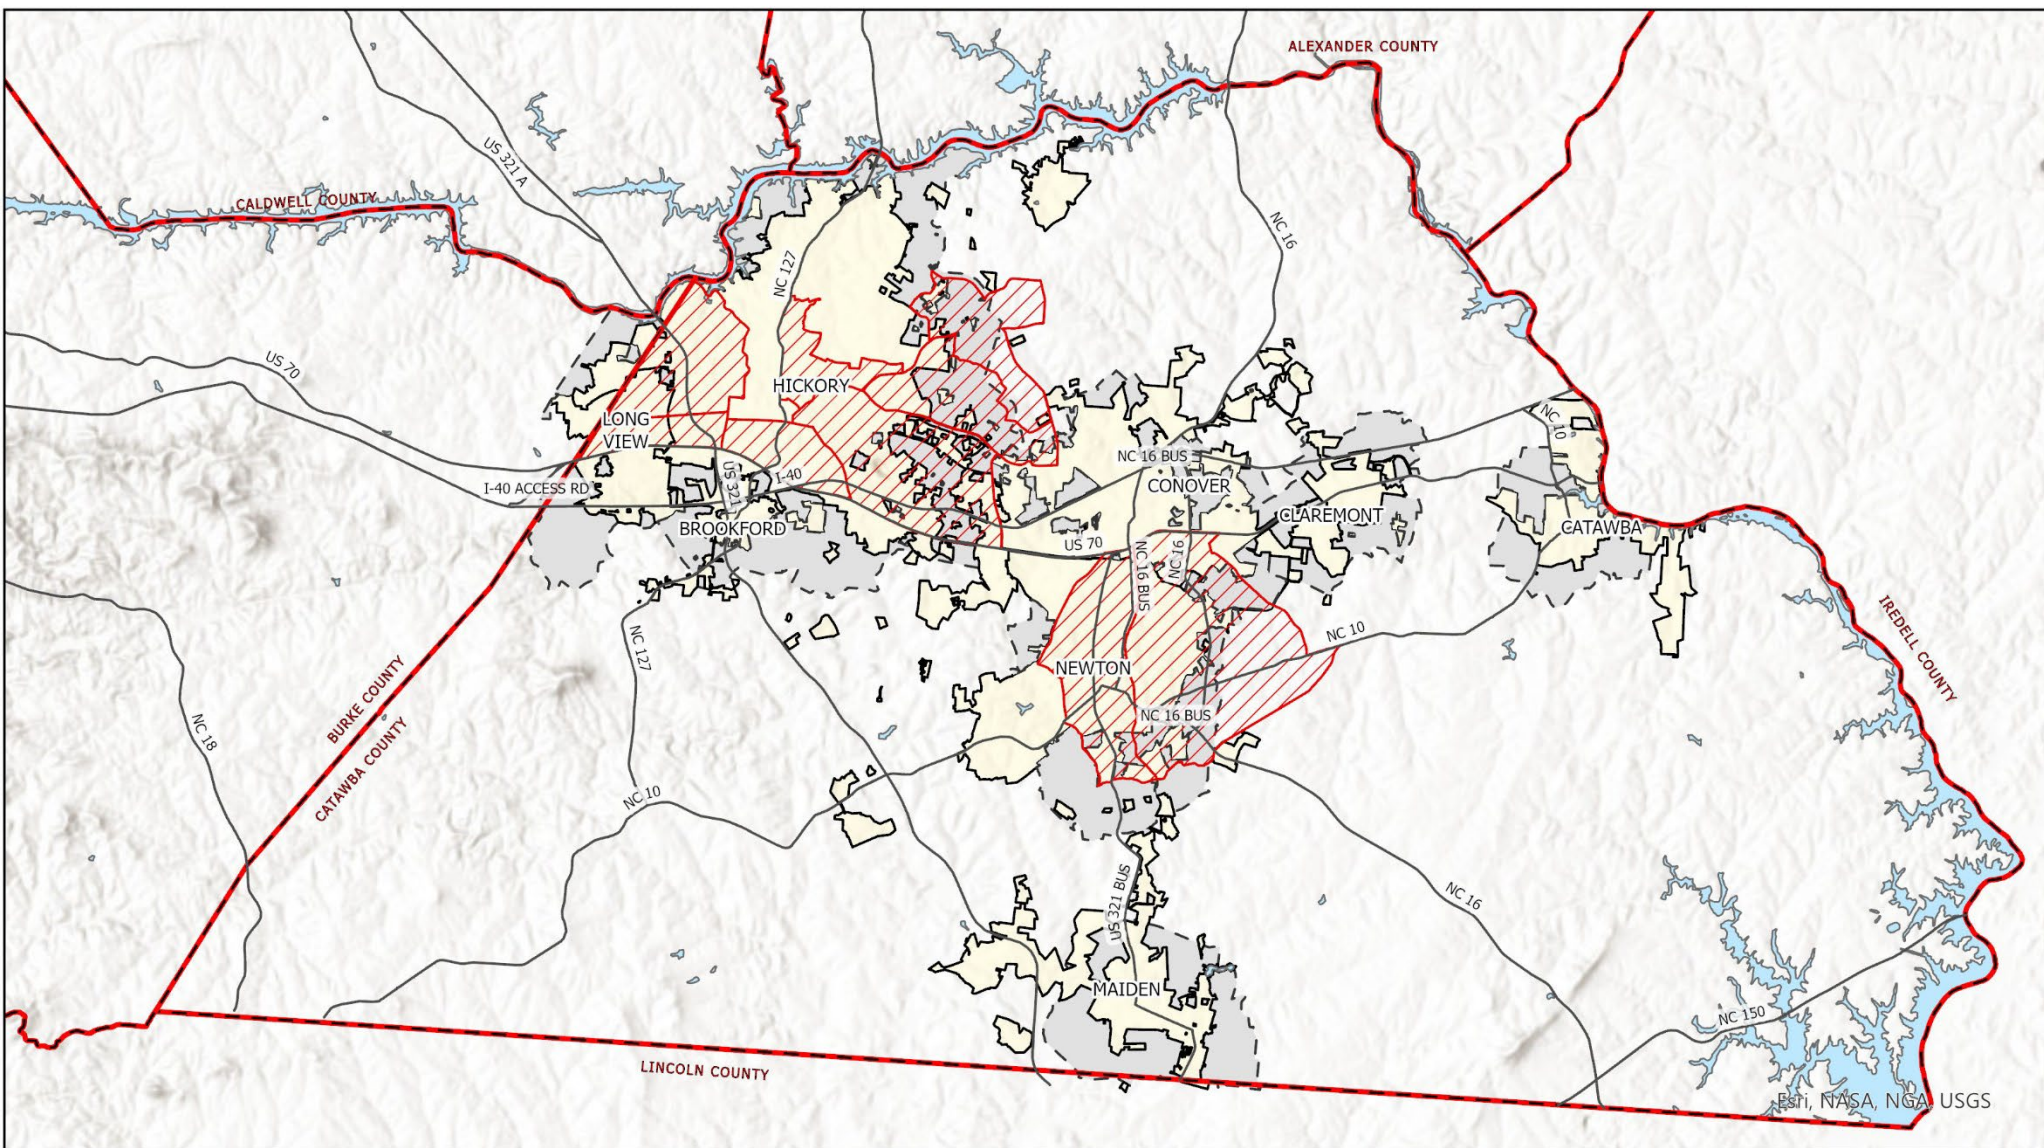 ALEXANDER COUNTY
US 321 A
CALDWELL COUNTY
NC 16
NC 127
US 70
HICKORY
LONG
VIEW
NC 10
NC 16 BUS
I-40
US 321
I-40 ACCESS RD
CONOVER
CLAREMONT
BROOKFORD
CATAWBA
US 70
NC 16 BUS
NC 16
NC 127
NC 10
IREDELL COUNTY
NEWTON
BURKE COUNTY
CATAWBA COUNTY
NC 18
NC 16 BUS
NC 10
US 321 BUS
NC 16
MAIDEN
NC 150
LINCOLN COUNTY
Esri, NASA, NGA, USGS